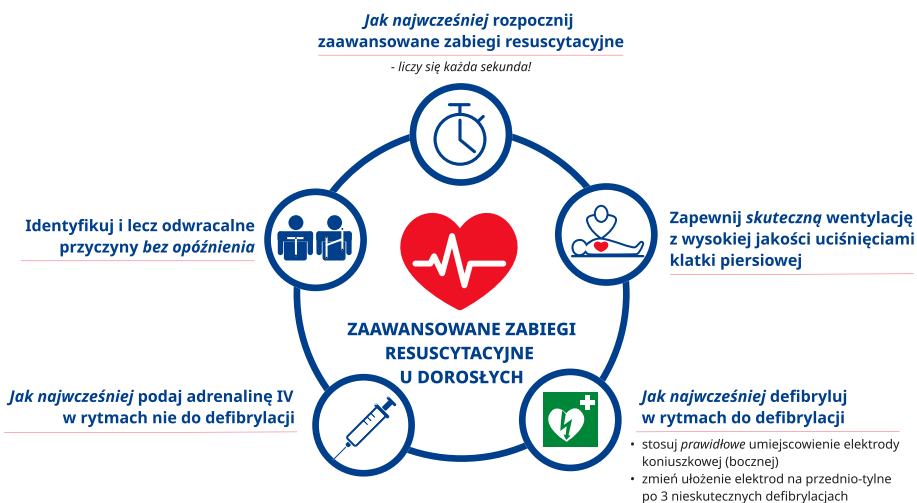 Jak najwcześniej rozpocznij
zaawansowane zabiegi resuscytacyjne
- liczy się każda sekunda!
Identyfikuj i lecz odwracalne
przyczyny bez opóźnienia
Zapewnij skuteczną wentylację
z wysokiej jakości uciśnięciami
klatki piersiowej
ZAAWANSOWANE ZABIEGI
RESUSCYTACYJNE
U DOROSŁYCH
Jak najwcześniej podaj adrenalinę IV
w rytmach nie do defibrylacji
Jak najwcześniej defibryluj
w rytmach do defibrylacji
• stosuj prawidłowe umiejscowienie elektrody
koniuszkowej (bocznej)
• zmień ułożenie elektrod na przednio-tylne
po 3 nieskutecznych defibrylacjach